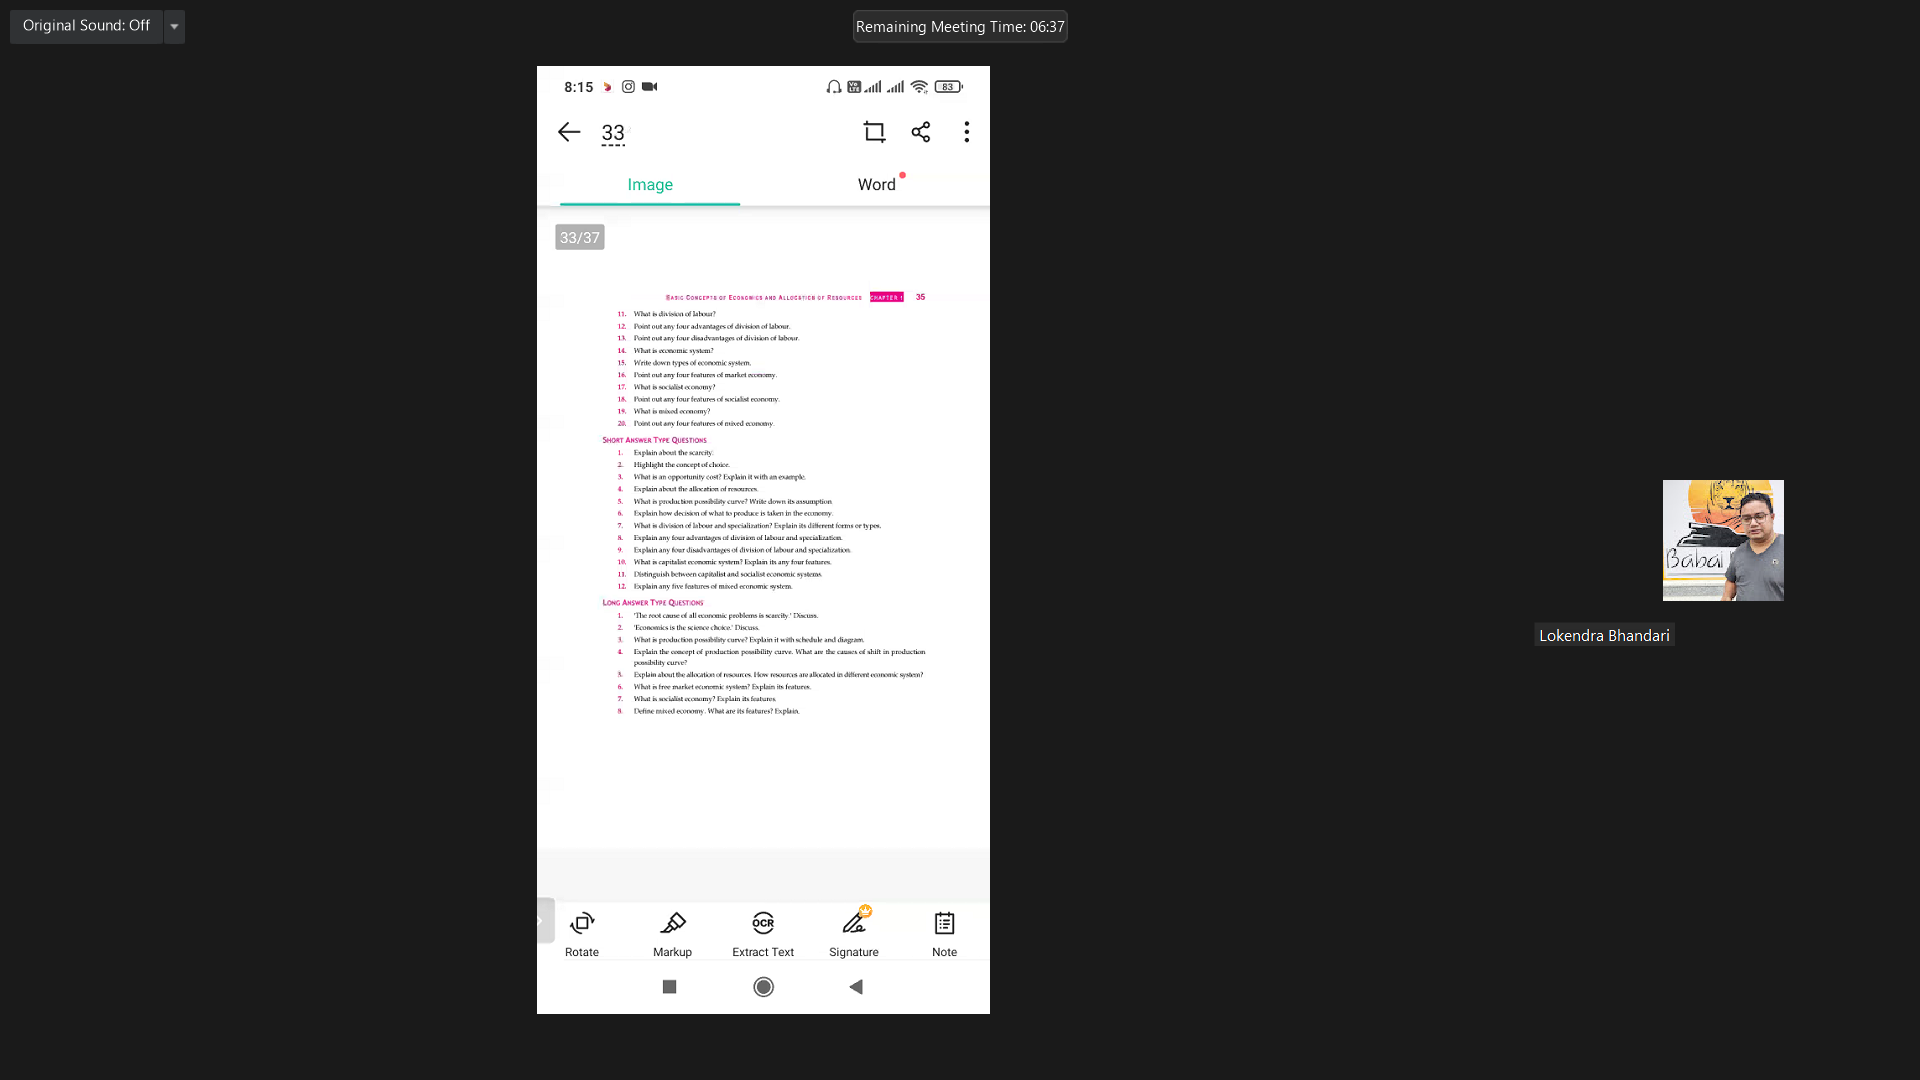 Original Sound: Off
Remaining Meeting Time: 06:37
8:15
83
33
Image
Word
33/37
BASIC CONCEPTS OF ECONOMICS AND ALLOCATIOD OF RESOURCES CHAPTER 1 35
11. What is division of labour?
12. Point out any four advantages of division of labour.
13. Point out any four disadvantages of division of labour.
14. What is economic system?
15. Write down types of economic system.
16. Point out any four features of market economy.
17. What is socialist economy?
18. Point out any four features of socialist economy.
19. What is mixed economy?
20. Point out any four features of mixed economy.
SHORT ANSWER TYPE QUESTIONS
1. Explain about the scarcity.
2. Highlight the concept of choice.
3. What is an opportunity cost? Explain it with an example.
4. Explain about the allocation of resources.
5. What is production possibility curve? Write down its assumption.
6. Explain how decision of what to produce is taken in the economy.
7. What is division of labour and specialization? Explain its different forms or types.
8. Explain any four advantages of division of labour and specialization.
9. Explain any four disadvantages of division of labour and specialization.
10. What is capitalist economic system? Explain its any four features.
11. Distinguish between capitalist and socialist economic systems.
12. Explain any five features of mixed economic system.
LONG ANSWER TYPE QUESTIONS
1. 'The root cause of all economic problems is scarcity.' Discuss.
2. 'Economics is the science choice.' Discuss.
3. What is production possibility curve? Explain it with schedule and diagram.
4. Explain the concept of production possibility curve. What are the causes of shift in production
possibility curve?
5. Explain about the allocation of resources. How resources are allocated in different economic system?
6. What is free market economic system? Explain its features.
7. What is socialist economy? Explain its features.
8. Define mixed economy. What are its features? Explain.
Babal
Lokendra Bhandari
OCR
Rotate
Markup
Extract Text
Signature
Note